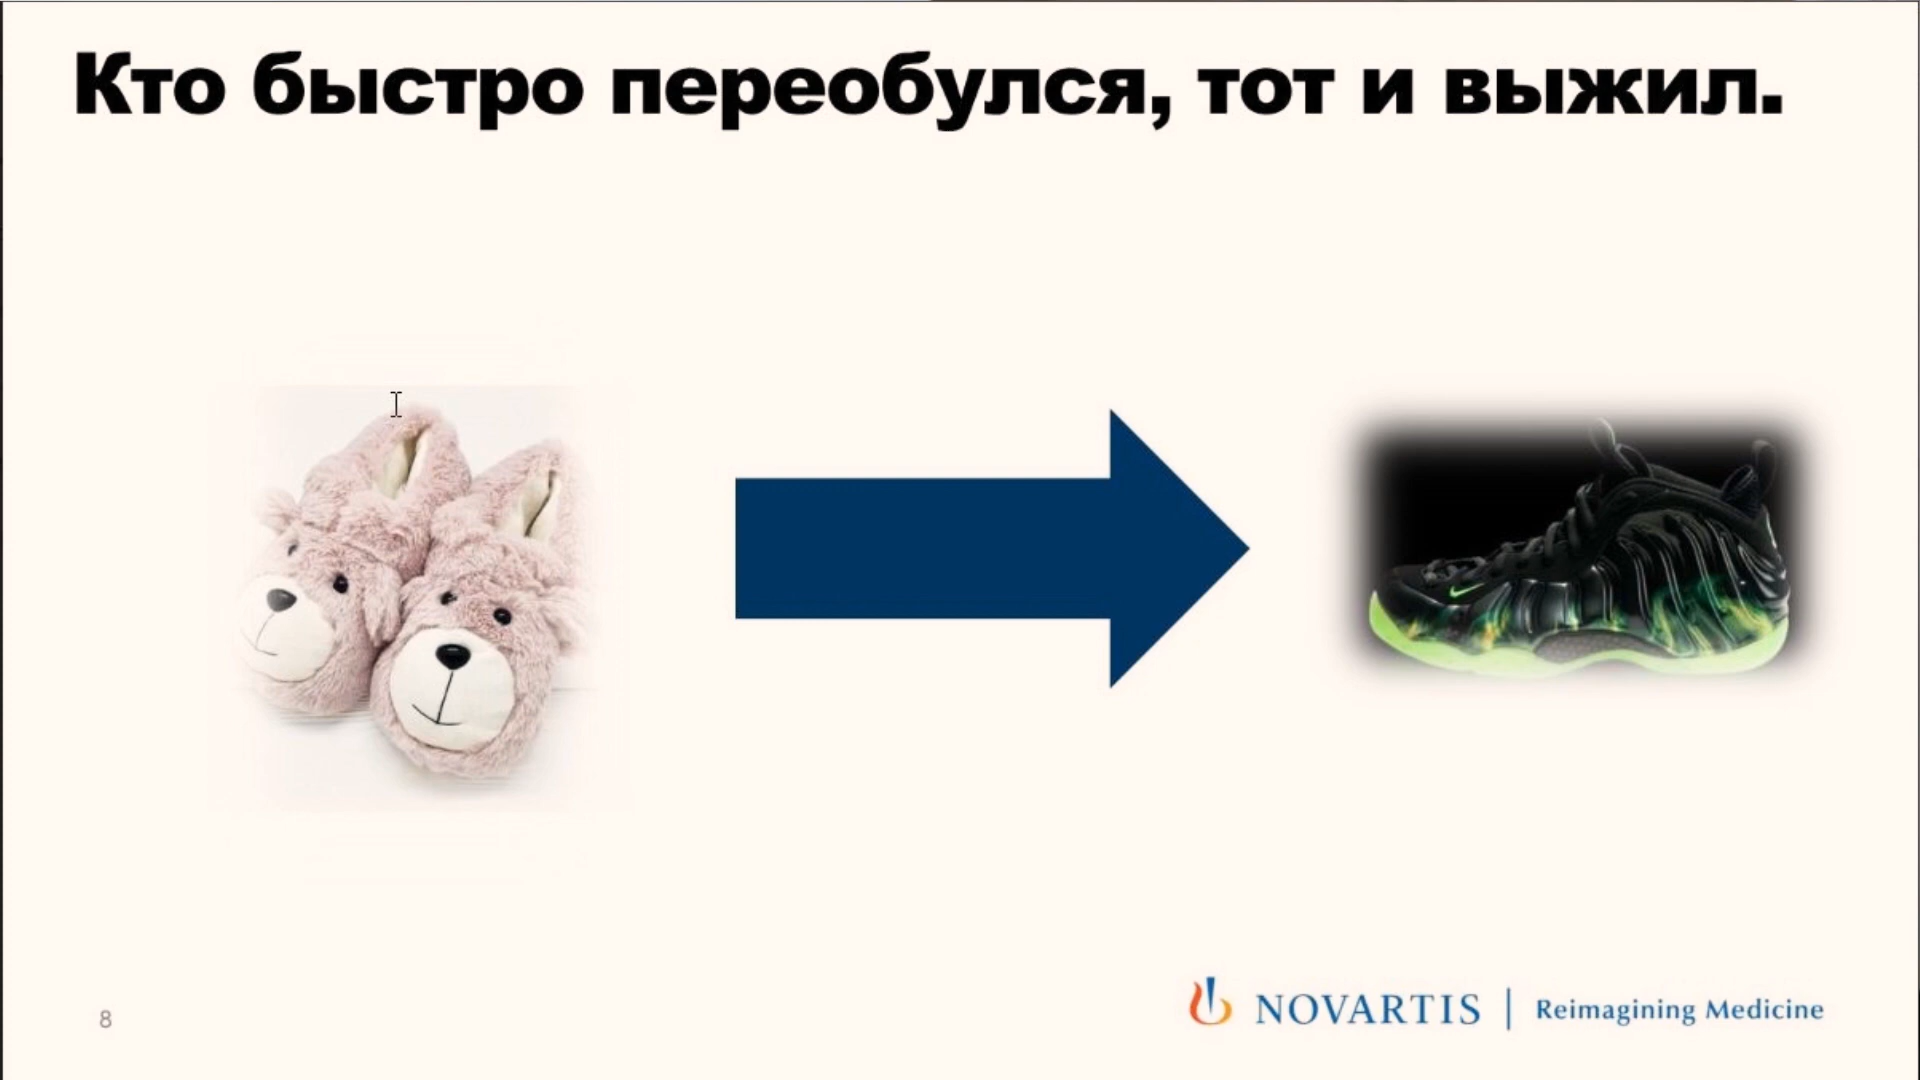 Кто быстро переобулся, тот и выжил.
8
NOVARTIS | Reimagining Medicine